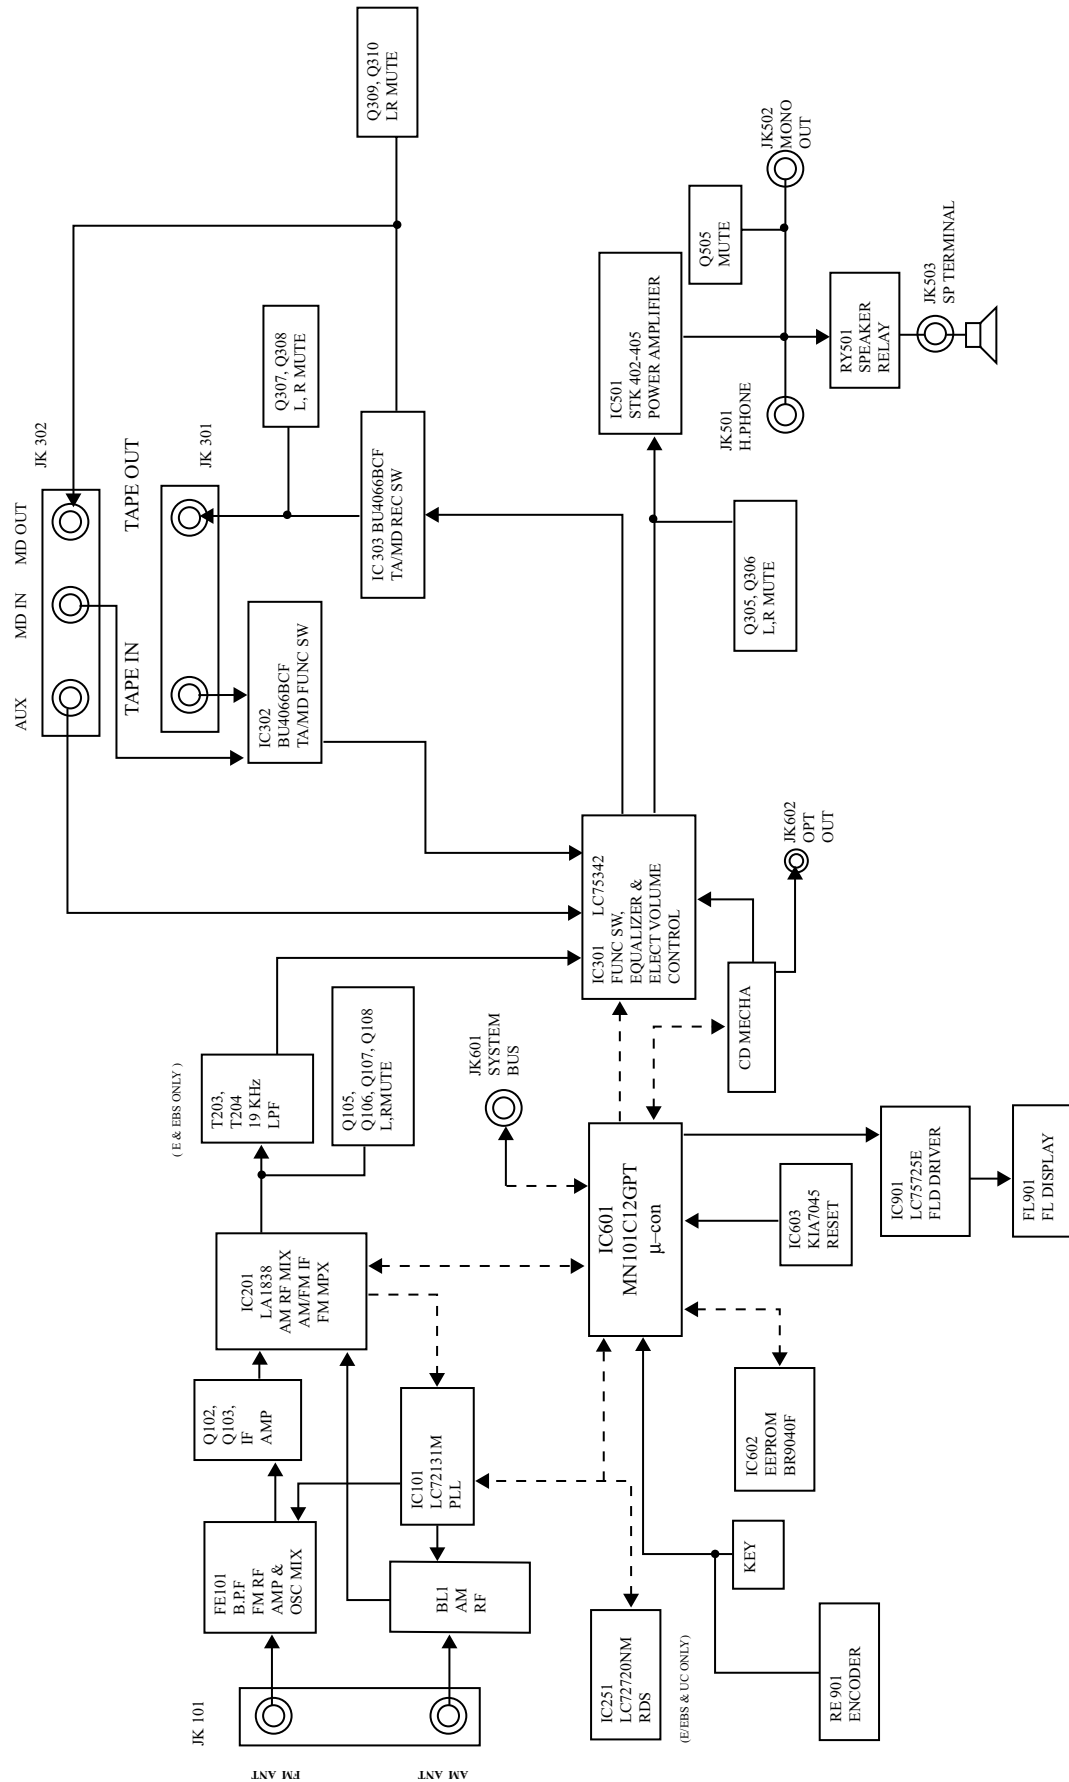 JK 101
FM ANT
AM ANT
FE101
B.P.F
FM RF
AMP &
OSC MIX
BL1
AM
RF
Q102,
Q103,
IF
AMP
IC101
LC72131M
PLL
IC201
LA1838
AM RF MIX
AM/FM IF
FM MPX
( E & EBS ONLY )
T203,
T204
19 KHz
LPF
Q105,
Q106, Q107, Q108
L,RMUTE
JK601
SYSTEM
BUS
AUX
MD IN
MD OUT
JK 302
TAPE IN
TAPE OUT
JK 301
IC302
BU4066BCF
TA/MD FUNC SW
Q307, Q308
L, R MUTE
IC 303 BU4066BCF
TA/MD REC SW
Q309, Q310
LR MUTE
IC251
LC72720NM
RDS
(E/EBS & UC ONLY)
RE 901
ENCODER
KEY
IC602
EEPROM
BR9040F
IC601
MN101C12GPT
μ–con
IC603
KIA7045
RESET
IC901
LC75725E
FLD DRIVER
FL901
FL DISPLAY
CD MECHA
IC301 LC75342
FUNC SW,
EQUALIZER &
ELECT VOLUME
CONTROL
JK602
OPT
OUT
Q305, Q306
L,R MUTE
IC501
STK 402-405
POWER AMPLIFIER
Q505
MUTE
JK502
MONO
OUT
JK501
H.PHONE
RY501
SPEAKER
RELAY
JK503
SP TERMINAL